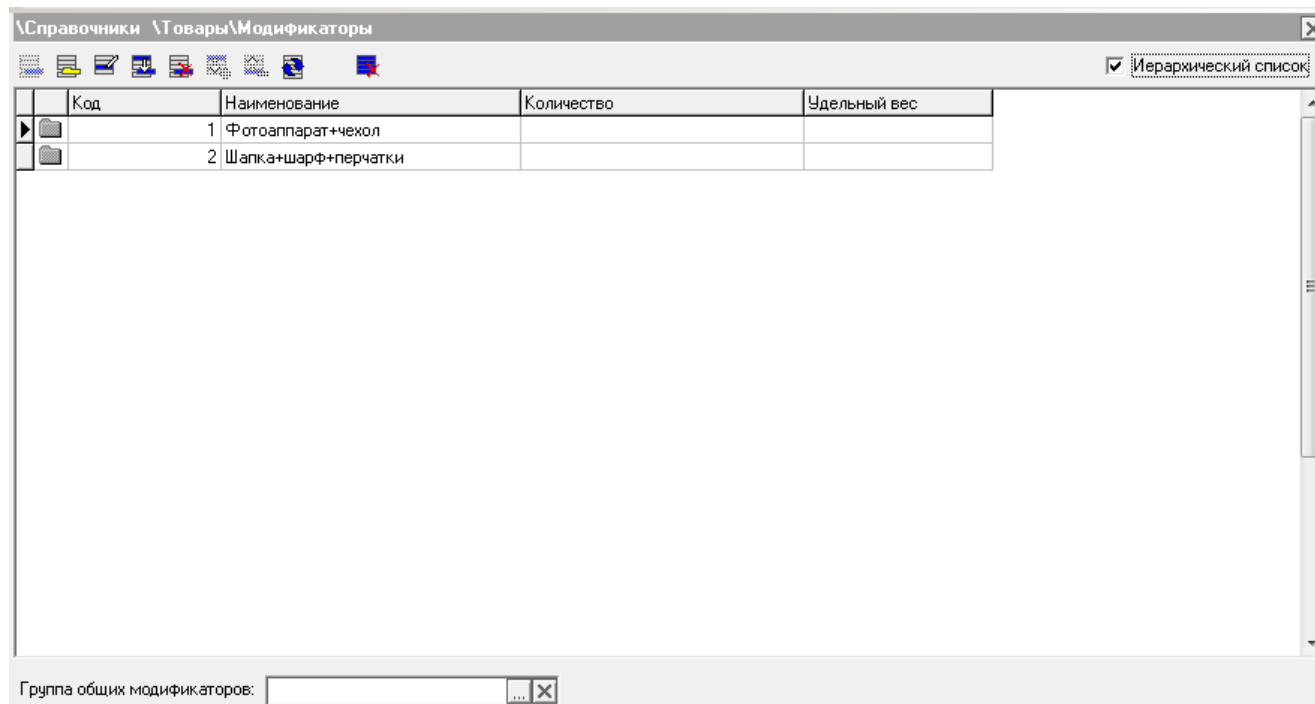 \Справочники \Товары\Модификаторы
Иерархический список
Код Наименование Количество Удельный вес
1 Фотоаппарат+чехол
2 Шапка+шарф+перчатки
Группа общих модификаторов: ...